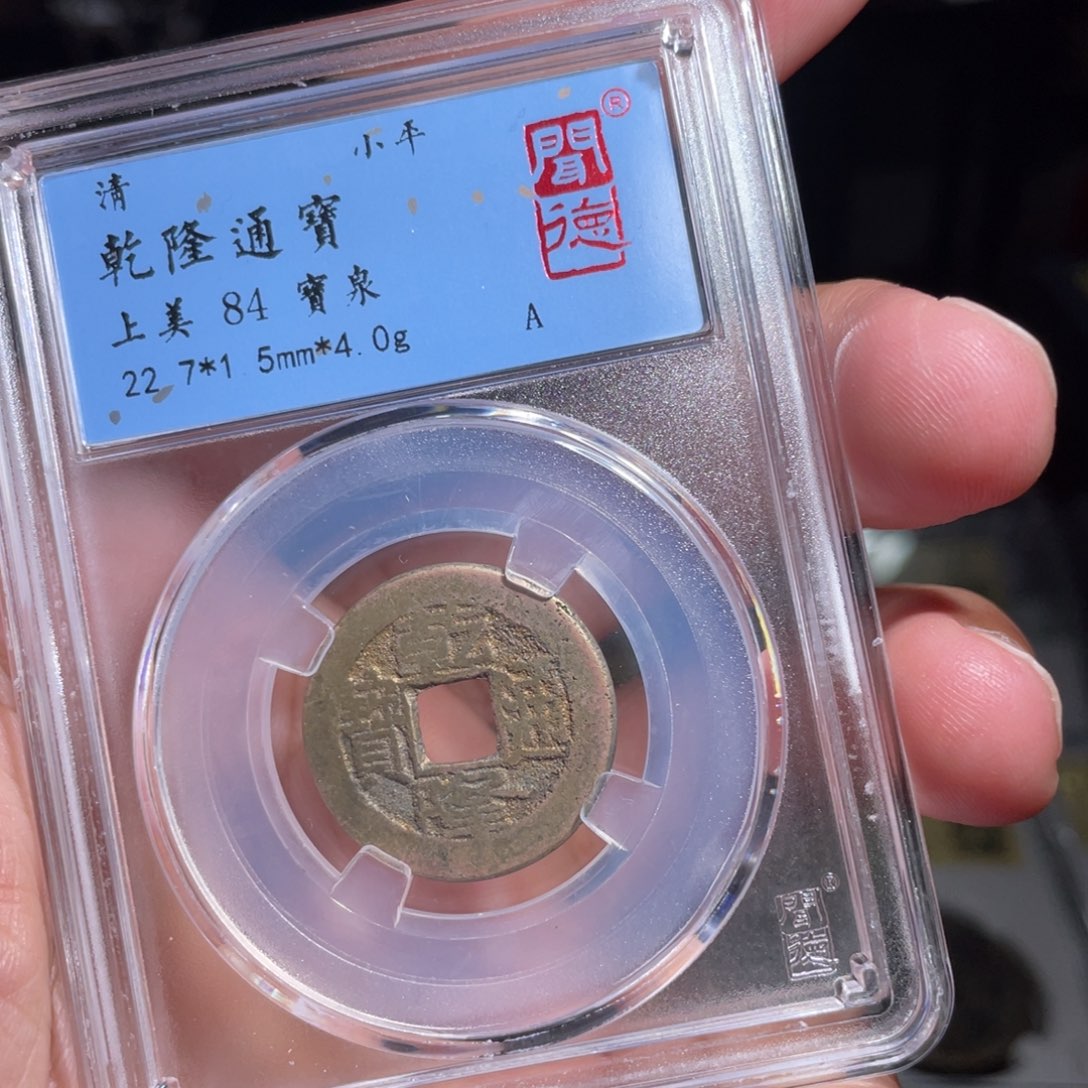 清 小平
乾隆通寶
上美 84 寶泉
22.7*1.5mm*4.0g
A
聞德®
乾隆通寶
聞德®